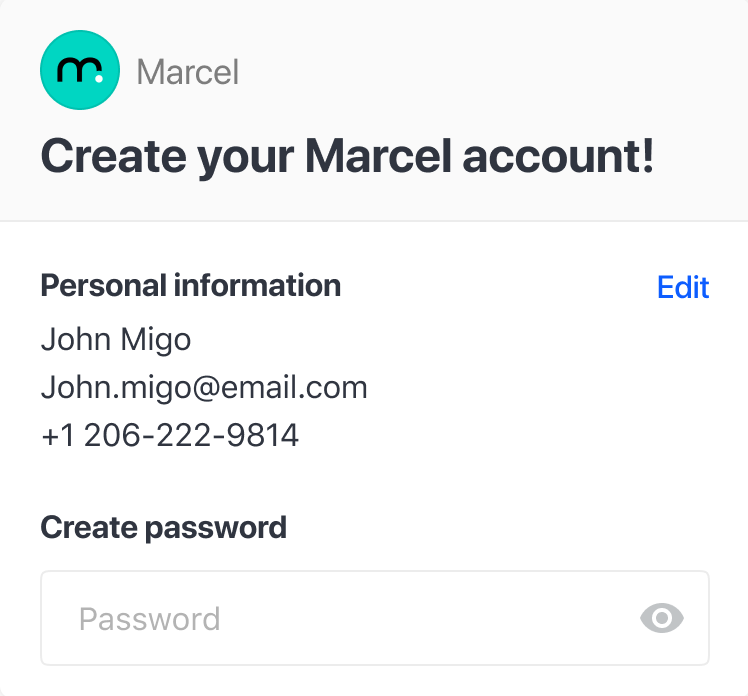 m.
Marcel
Create your Marcel account!
Personal information
Edit
John Migo
John.migo@email.com
+1 206-222-9814
Create password
Password